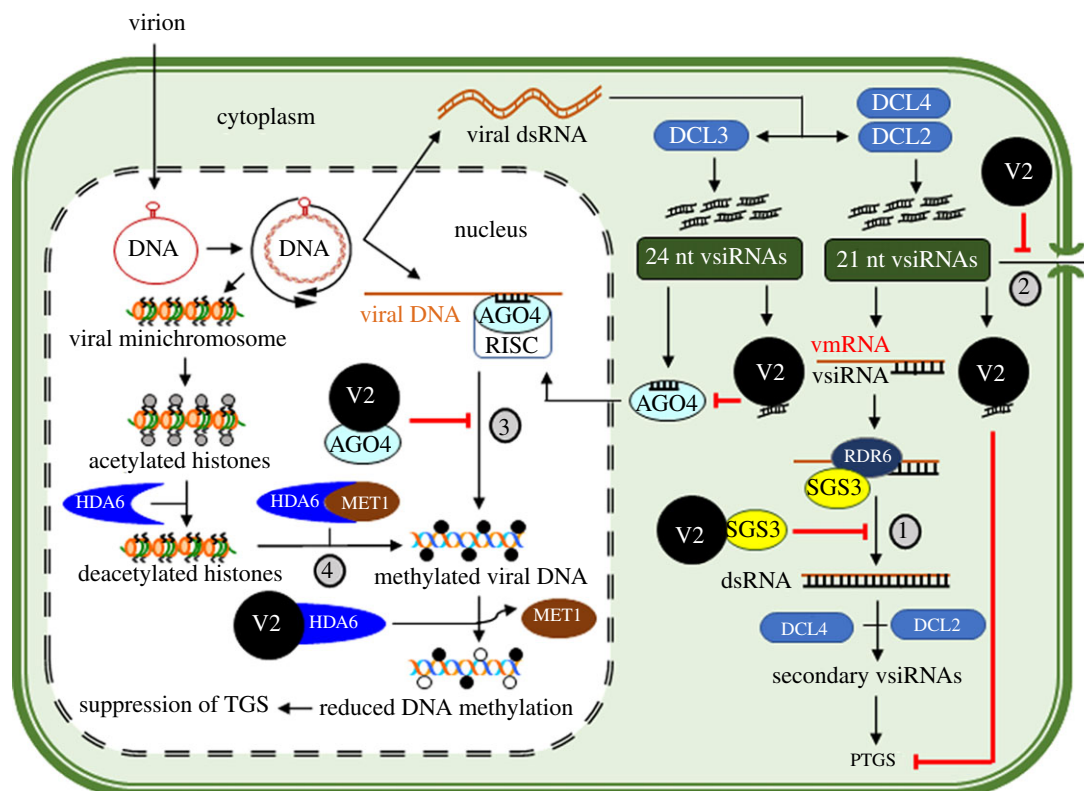 virion
cytoplasm
viral dsRNA
DCL3
DCL4
DCL2
V2
DNA
DNA
nucleus
24 nt vsiRNAs
21 nt vsiRNAs
2
viral DNA
AGO4
RISC
viral minichromosome
vmRNA
vsiRNA
V2
V2
AGO4
V2
AGO4
3
acetylated histones
RDR6
SGS3
HDA6
HDA6
MET1
V2
SGS3
1
deacetylated histones
4
methylated viral DNA
dsRNA
V2
HDA6
MET1
DCL4
DCL2
secondary vsiRNAs
suppression of TGS
reduced DNA methylation
PTGS